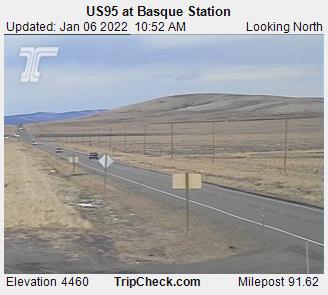 US95 at Basque Station
Updated: Jan 06 2022 10:52 AM Looking North
Elevation 4460 TripCheck.com Milepost 91.62